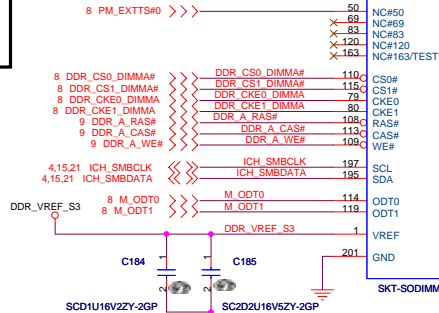 8 PM_EXTTS#0 50 NC#50
69 NC#69
83 NC#83
120 NC#120
163 NC#163/TEST
8 DDR_CS0_DIMMA# DDR_CS0_DIMMA# 110 CS0#
8 DDR_CS1_DIMMA# DDR_CS1_DIMMA# 115 CS1#
8 DDR_CKE0_DIMMA DDR_CKE0_DIMMA 79 CKE0
8 DDR_CKE1_DIMMA DDR_CKE1_DIMMA 80 CKE1
9 DDR_A_RAS# DDR_A_RAS# 108 RAS#
9 DDR_A_CAS# DDR_A_CAS# 113 CAS#
9 DDR_A_WE# DDR_A_WE# 109 WE#
4,15,21 ICH_SMBCLK ICH_SMBCLK 197 SCL
4,15,21 ICH_SMBDATA ICH_SMBDATA 195 SDA
8 M_ODT0 M_ODT0 114 ODT0
8 M_ODT1 M_ODT1 119 ODT1
DDR_VREF_S3
DDR_VREF_S3 1 VREF
201 GND
C184 1 2
C185 1 2
SKT-SODIMM
SCD1U16V2ZY-2GP SC2D2U16V5ZY-2GP